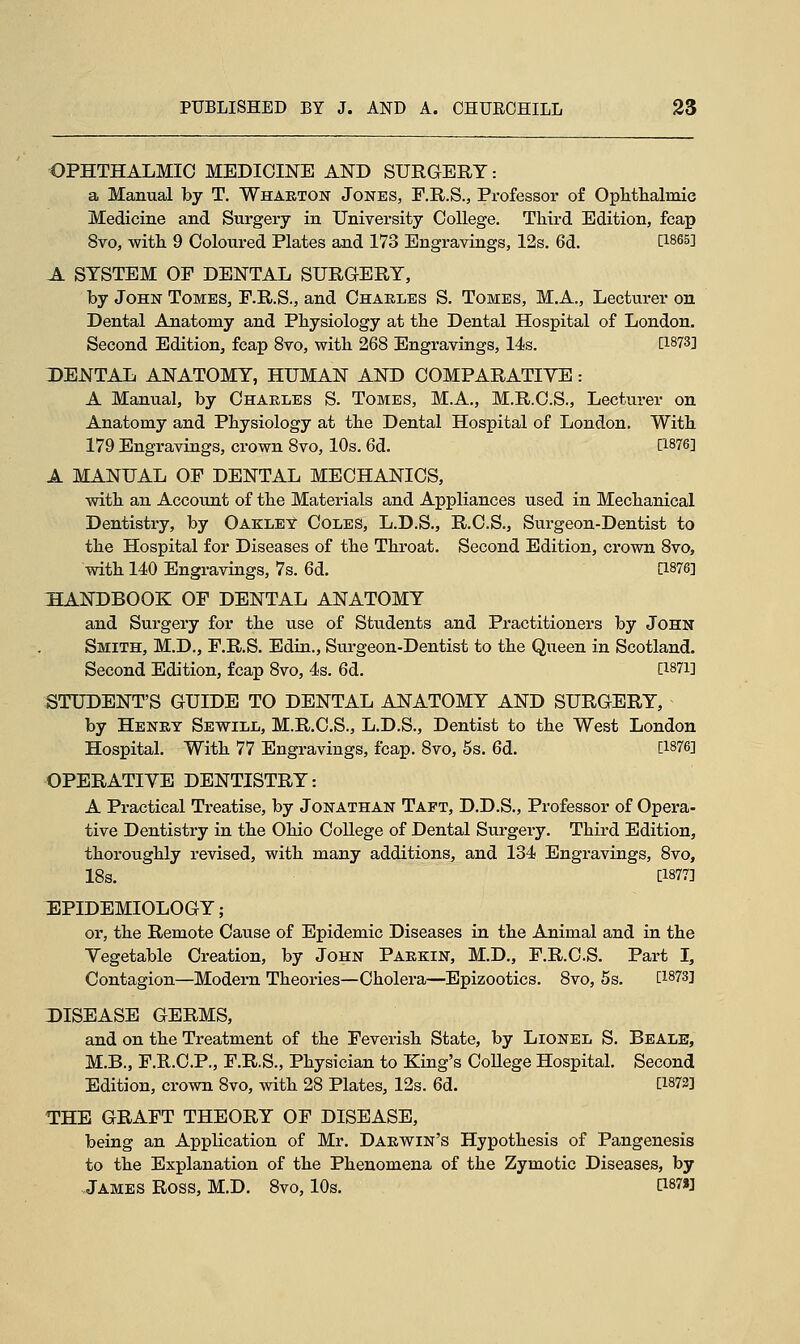 PUBLISHED BY J. AND A. CHURCHILL 23
OPHTHALMIC MEDICINE AND SURGERY:
a Manual by T. WHARTON JONES, F.R.S., Professor of Ophthalmic
Medicine and Surgery in University College. Third Edition, fcap
8vo, with 9 Coloured Plates and 173 Engravings, 12s. 6d. [1865]
A SYSTEM OF DENTAL SURGERY,
by JOHN TOMES, F.R.S., and CHARLES S. TOMES, M.A., Lecturer on
Dental Anatomy and Physiology at the Dental Hospital of London.
Second Edition, fcap 8vo, with 268 Engravings, 14s. [1873]
DENTAL ANATOMY, HUMAN AND COMPARATIVE:
A Manual, by CHARLES S. TOMES, M.A., M.R.C.S., Lecturer on
Anatomy and Physiology at the Dental Hospital of London. With
179 Engravings, crown 8vo, 10s. 6d. [1876]
A MANUAL OF DENTAL MECHANICS,
with an Account of the Materials and Appliances used in Mechanical
Dentistry, by OAKLEY COLES, L.D.S., R.C.S., Surgeon-Dentist to
the Hospital for Diseases of the Throat. Second Edition, crown 8vo,
with 140 Engravings, 7s. 6d. [1876]
HANDBOOK OF DENTAL ANATOMY
and Surgery for the use of Students and Practitioners by JOHN
SMITH, M.D., F.R.S. Edin., Surgeon-Dentist to the Queen in Scotland.
Second Edition, fcap 8vo, 4s. 6d. [1871]
STUDENT'S GUIDE TO DENTAL ANATOMY AND SURGERY,
by HENRY SEWILL, M.R.C.S., L.D.S., Dentist to the West London
Hospital. With 77 Engravings, fcap. 8vo, 5s. 6d. [1876]
OPERATIVE DENTISTRY:
A Practical Treatise, by JONATHAN TAFT, D.D.S., Professor of Opera-
tive Dentistry in the Ohio College of Dental Surgery. Third Edition,
thoroughly revised, with many additions, and 134 Engravings, 8vo,
18s. [1877]
EPIDEMIOLOGY;
or, the Remote Cause of Epidemic Diseases in the Animal and in the
Vegetable Creation, by JOHN PARKIN, M.D., F.R.C.S. Part I,
Contagion—Modern Theories—Cholera—Epizootics. 8vo, 5s. [1873]
DISEASE GERMS,
and on the Treatment of the Feverish State, by LIONEL S. BEALE,
M.B., F.R.C.P., F.R.S., Physician to King's College Hospital. Second
Edition, crown 8vo, with 28 Plates, 12s. 6d. [1872]
THE GRAFT THEORY OF DISEASE,
being an Application of Mr. DARWIN'S Hypothesis of Pangenesis
to the Explanation of the Phenomena of the Zymotic Diseases, by
JAMES ROSS, M.D. 8vo, 10s.